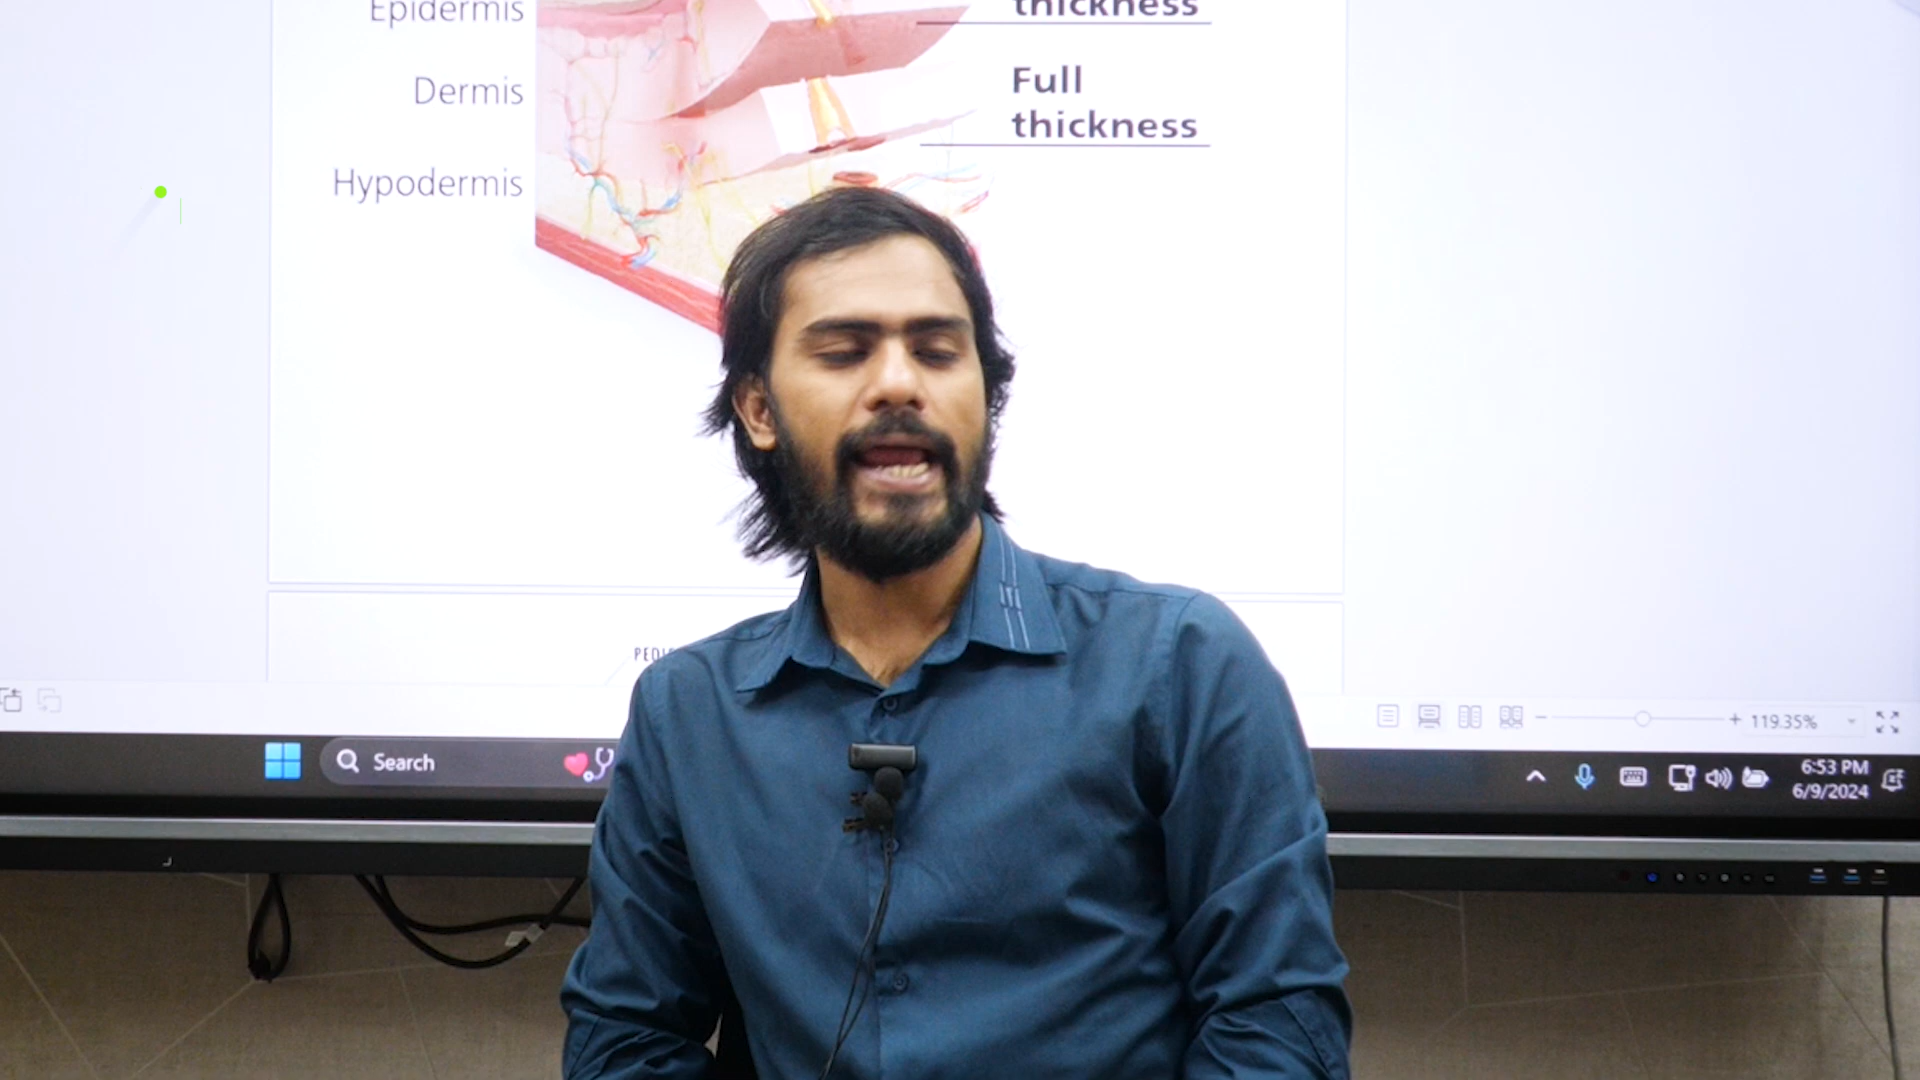 Epidermis
thickness
Dermis
Full
thickness
Hypodermis
119.35%
Search
6:53 PM
6/9/2024